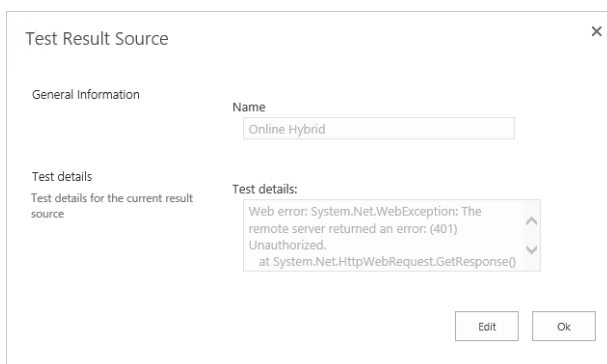 Test Result Source
×
General Information
Name
Online Hybrid
Test details
Test details for the current result
source
Test details:
Web error: System.Net.WebException: The
remote server returned an error: (401)
Unauthorized.
at System.Net.HttpWebRequest.GetResponse()
Edit
Ok